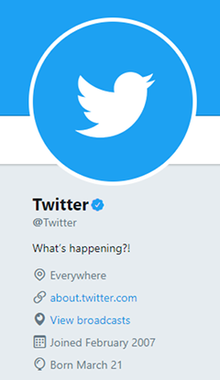 Twitter
@Twitter
What's happening?!
Everywhere
about.twitter.com
View broadcasts
Joined February 2007
Born March 21